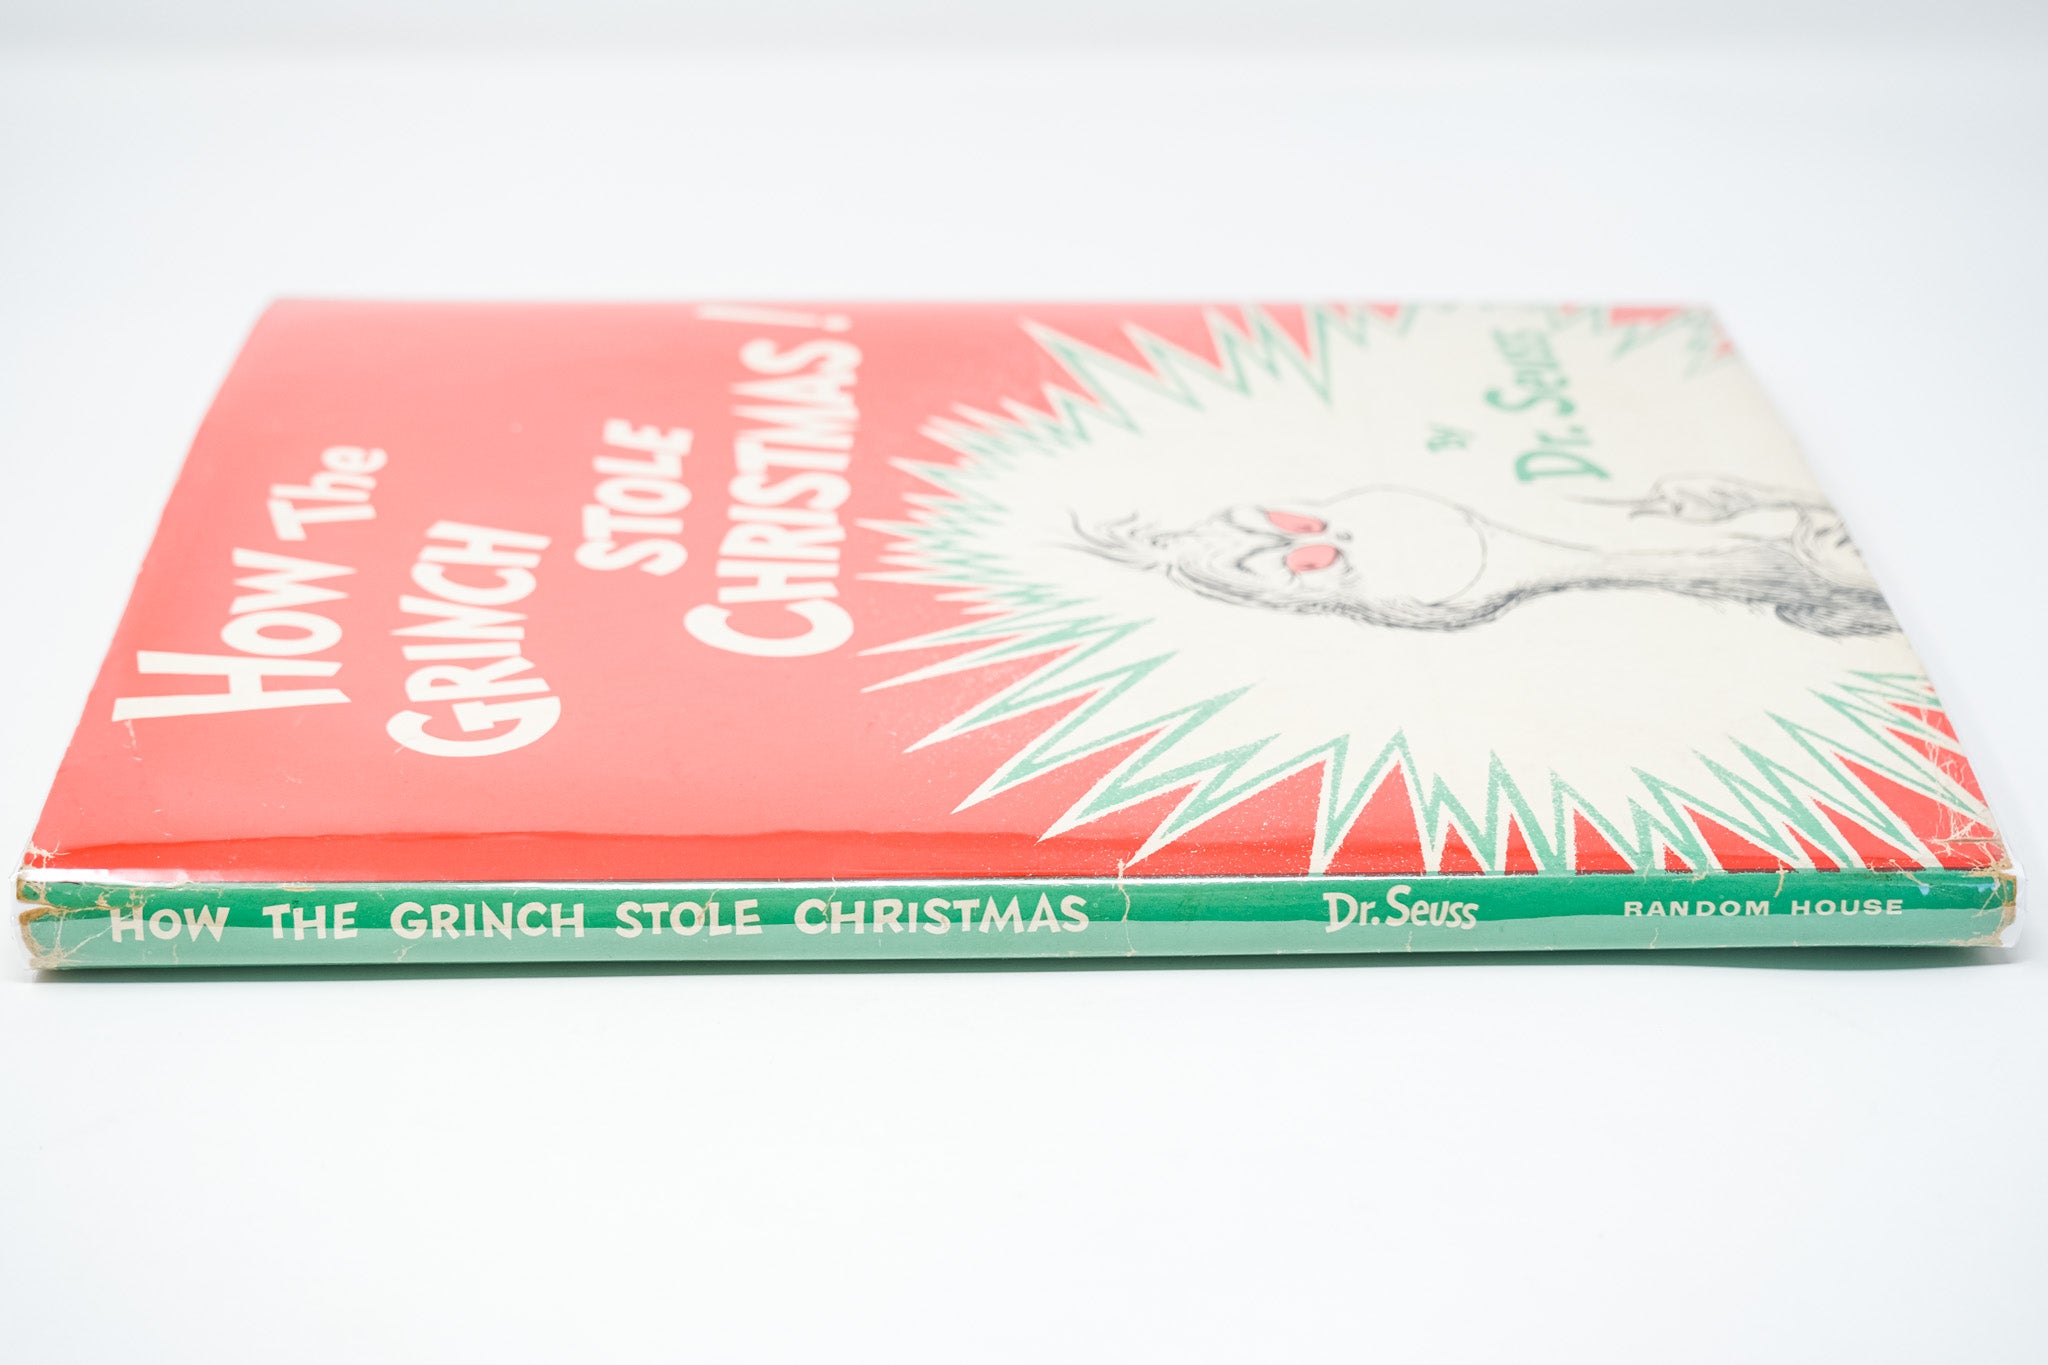 How The
GRINCH
STOLE
CHRISTMAS!
By
Dr. Seuss
HOW THE GRINCH STOLE CHRISTMAS Dr. Seuss RANDOM HOUSE